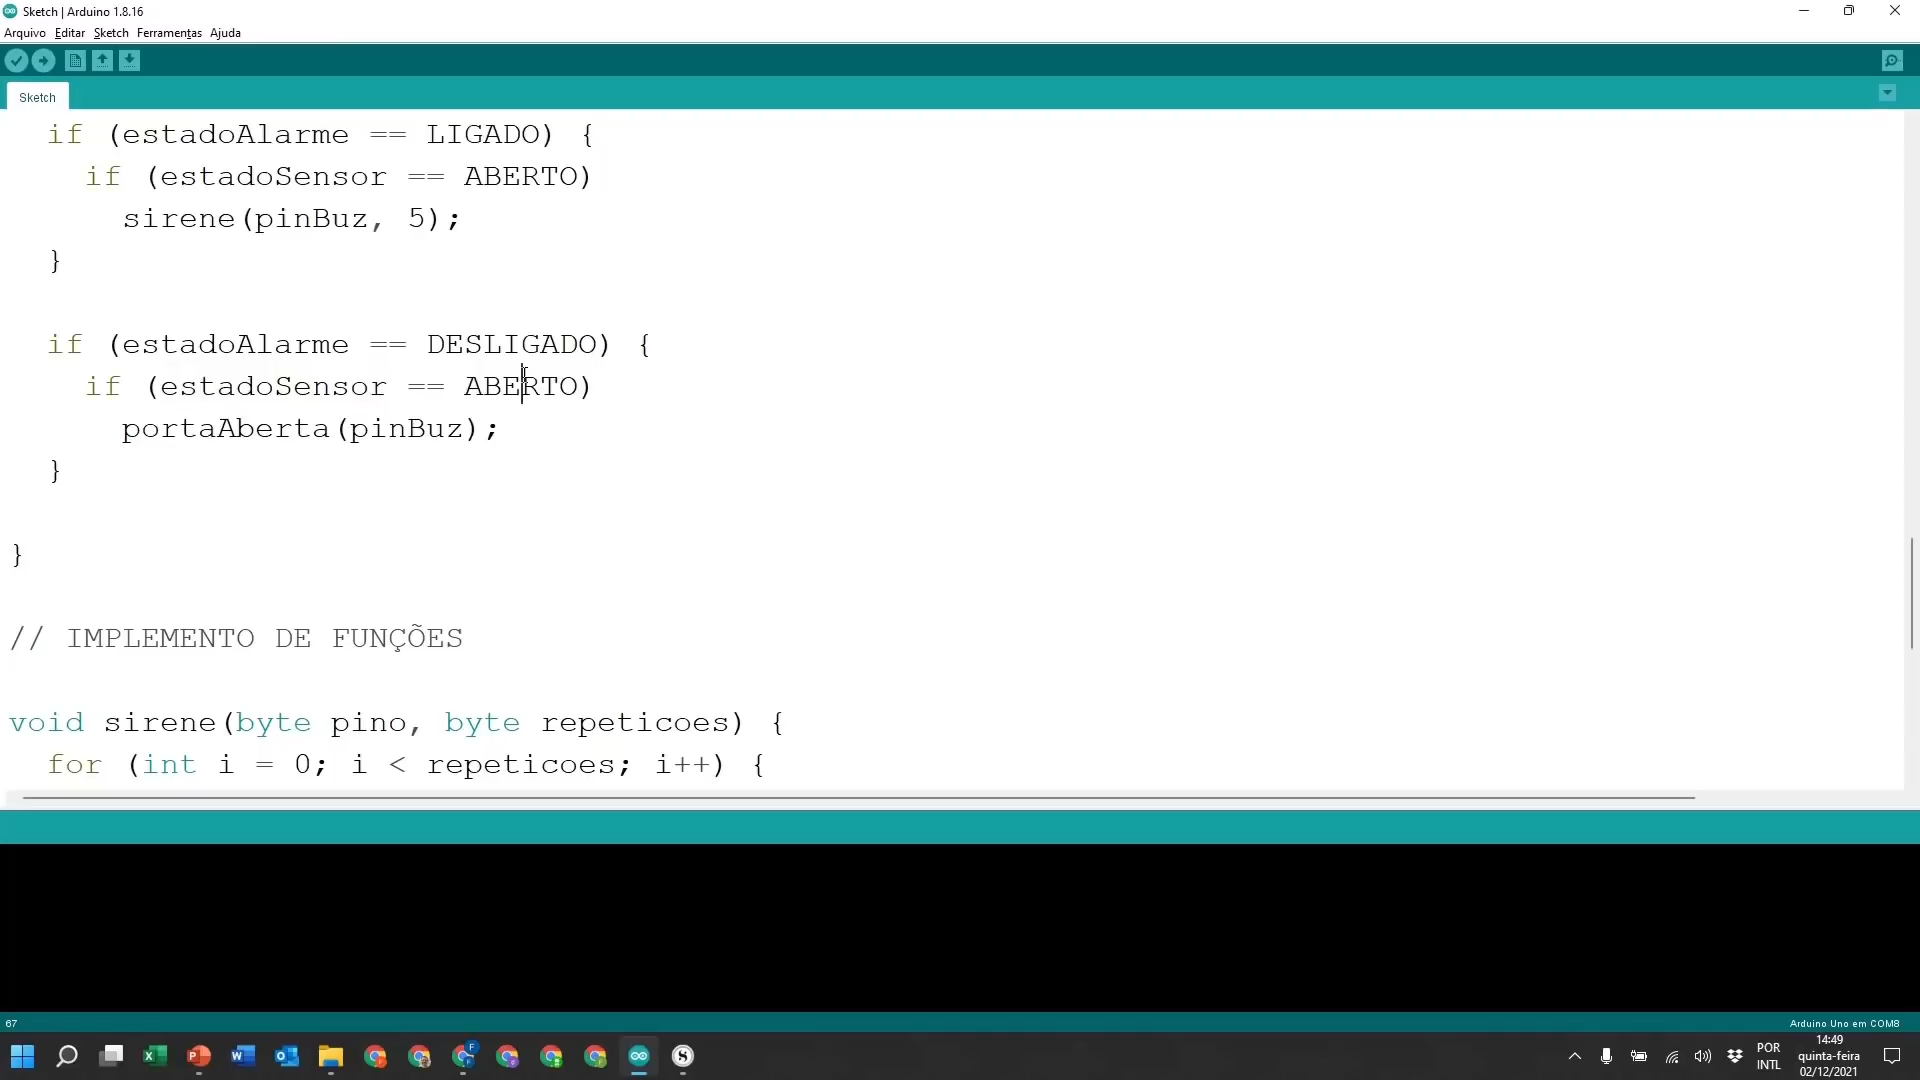 Sketch | Arduino 1.8.16
Arquivo Editar Sketch Ferramentas Ajuda
Sketch
if (estadoAlarme == LIGADO) {
if (estadoSensor == ABERTO)
sirene(pinBuz, 5);
}
if (estadoAlarme == DESLIGADO) {
if (estadoSensor == ABERTO)
portaAberta(pinBuz);
}
}
// IMPLEMENTO DE FUNÇÕES
void sirene(byte pino, byte repeticoes) {
for (int i = 0; i < repeticoes; i++) {
67
Arduino Uno em COM8
POR
INTL
14:49
quinta-feira
02/12/2021